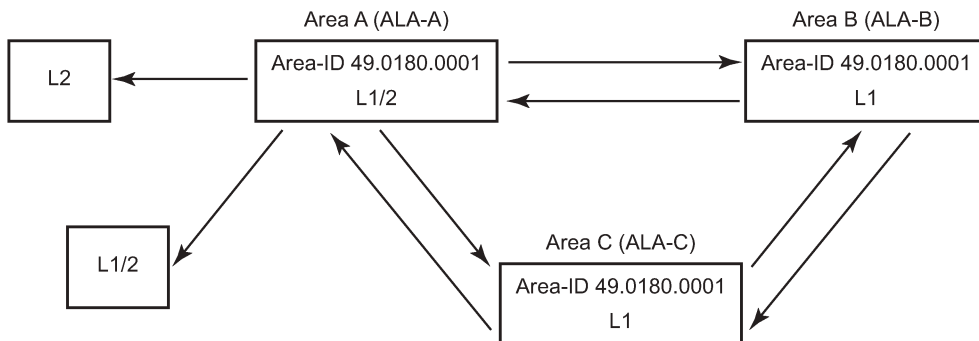 Area A (ALA-A)
Area-ID 49.0180.0001
L1/2
Area B (ALA-B)
Area-ID 49.0180.0001
L1
L2
L1/2
Area C (ALA-C)
Area-ID 49.0180.0001
L1